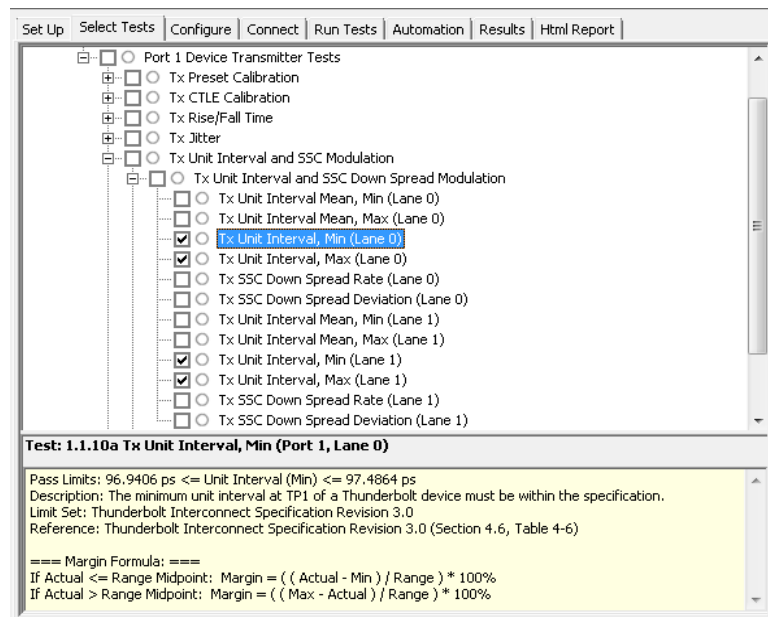 Set Up Select Tests Configure Connect Run Tests Automation Results Html Report
Port 1 Device Transmitter Tests
Tx Preset Calibration
Tx CTLE Calibration
Tx Rise/Fall Time
Tx Jitter
Tx Unit Interval and SSC Modulation
Tx Unit Interval and SSC Down Spread Modulation
Tx Unit Interval Mean, Min (Lane 0)
Tx Unit Interval Mean, Max (Lane 0)
Tx Unit Interval, Min (Lane 0)
Tx Unit Interval, Max (Lane 0)
Tx SSC Down Spread Rate (Lane 0)
Tx SSC Down Spread Deviation (Lane 0)
Tx Unit Interval Mean, Min (Lane 1)
Tx Unit Interval Mean, Max (Lane 1)
Tx Unit Interval, Min (Lane 1)
Tx Unit Interval, Max (Lane 1)
Tx SSC Down Spread Rate (Lane 1)
Tx SSC Down Spread Deviation (Lane 1)
Test: 1.1.10a Tx Unit Interval, Min (Port 1, Lane 0)
Pass Limits: 96.9406 ps <= Unit Interval (Min) <= 97.4864 ps
Description: The minimum unit interval at TP1 of a Thunderbolt device must be within the specification.
Limit Set: Thunderbolt Interconnect Specification Revision 3.0
Reference: Thunderbolt Interconnect Specification Revision 3.0 (Section 4.6, Table 4-6)
=== Margin Formula: ===
If Actual <= Range Midpoint: Margin = ( ( Actual - Min ) / Range ) * 100%
If Actual > Range Midpoint: Margin = ( ( Max - Actual ) / Range ) * 100%